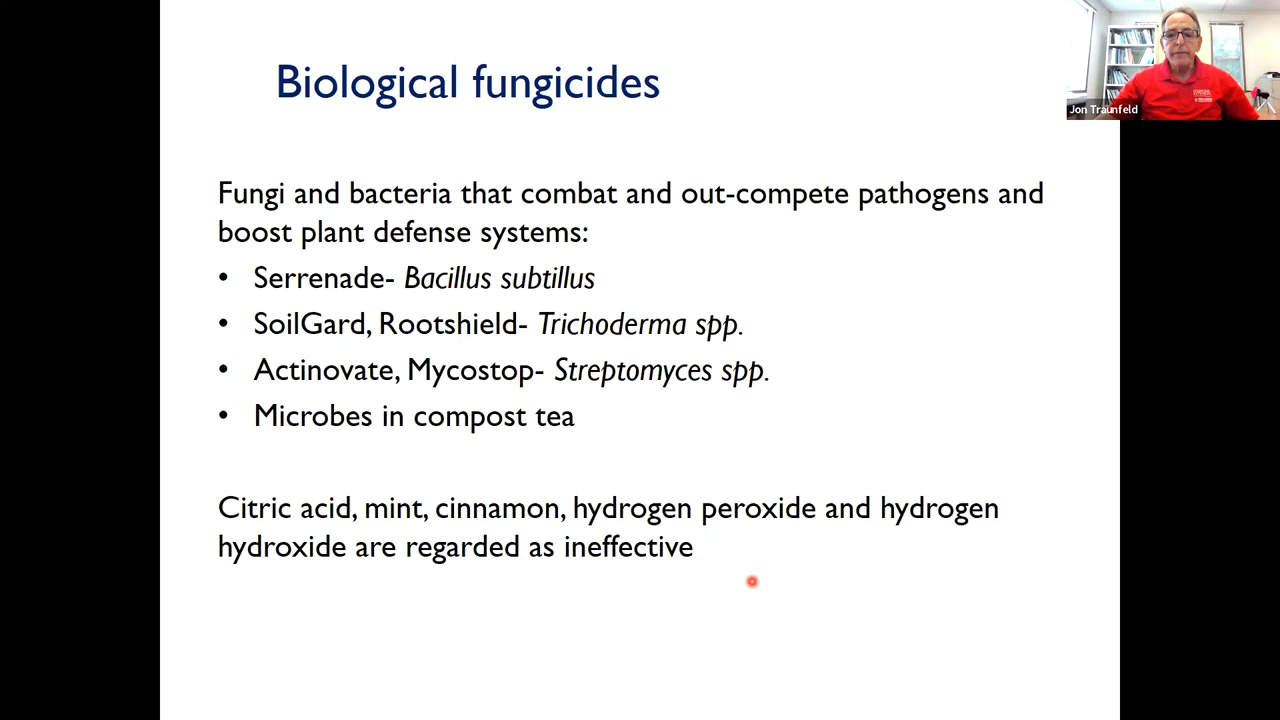 Biological fungicides
Jon Traunfeld
Fungi and bacteria that combat and out-compete pathogens and
boost plant defense systems:
• Serrenade- Bacillus subtillus
• SoilGard, Rootshield- Trichoderma spp.
• Actinovate, Mycostop- Streptomyces spp.
• Microbes in compost tea
Citric acid, mint, cinnamon, hydrogen peroxide and hydrogen
hydroxide are regarded as ineffective